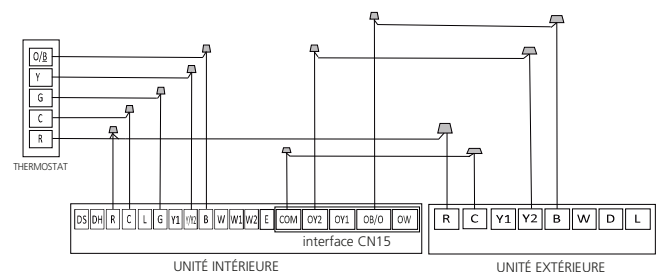 O/B
Y
G
C
R
THERMOSTAT
DS DH R C L G Y1 Y/Y2 B W W1 W2 E COM OY2 OY1 OB/O OW
interface CN15
UNITÉ INTÉRIEURE
R C Y1 Y2 B W D L
UNITÉ EXTÉRIEURE